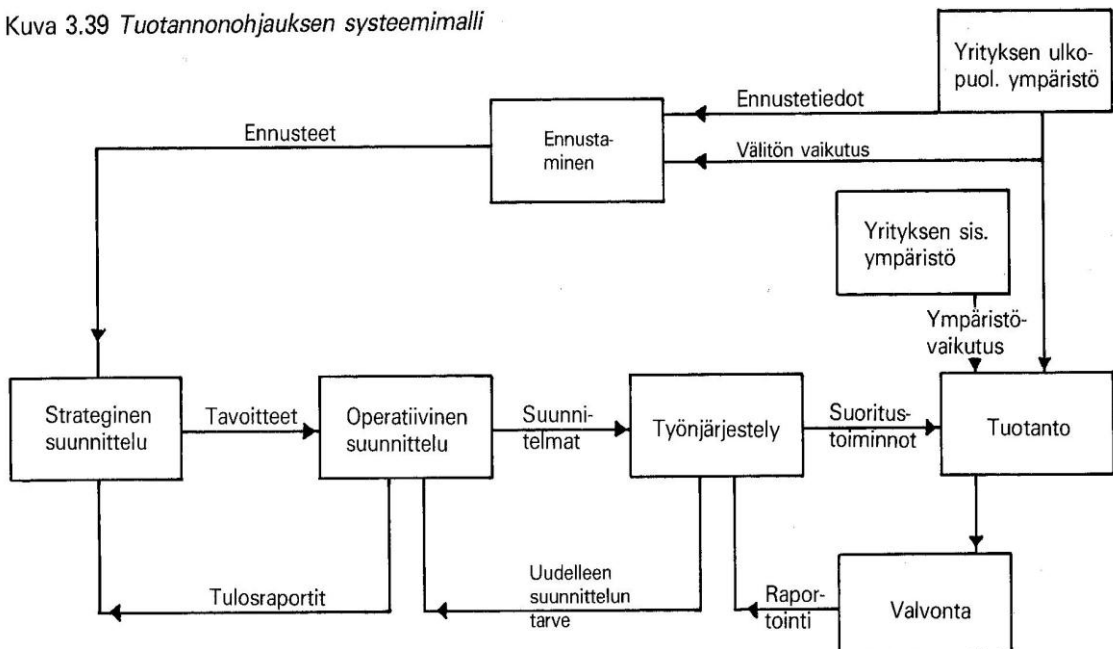 Kuva 3.39 Tuotannonohjauksen systeemimalli
Yrityksen ulko-
puol. ympäristö
Ennustetiedot
Ennusteet
Ennusta-
minen
Välitön vaikutus
Yrityksen sis.
ympäristö
Ympäristö-
vaikutus
Strateginen
suunnittelu
Tavoitteet
Operatiivinen
suunnittelu
Suunni-
telmat
Työnjärjestely
Suoritus-
toiminnot
Tuotanto
Tulosraportit
Uudelleen
suunnittelun
tarve
Rapor-
tointi
Valvonta